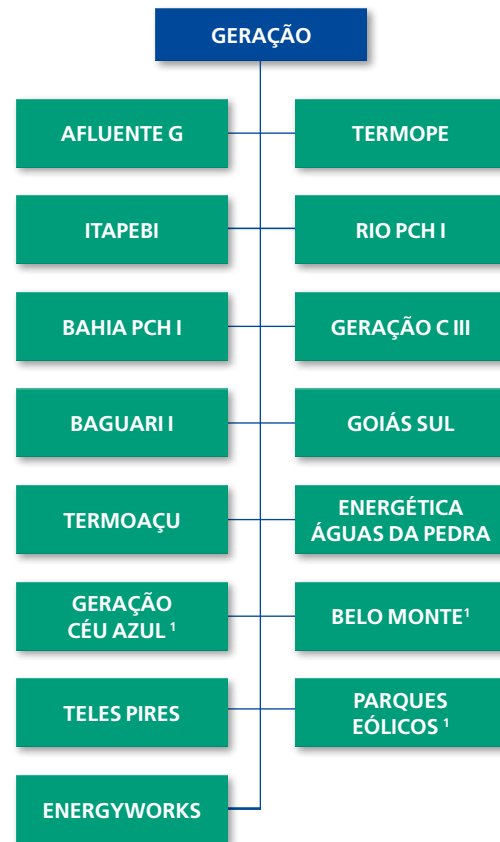 GERAÇÃO
AFLUENTE G
TERMOPE
ITAPEBI
RIO PCH I
BAHIA PCH I
GERAÇÃO C III
BAGUARI I
GOIÁS SUL
TERMOAÇU
ENERGÉTICA
ÁGUAS DA PEDRA
GERAÇÃO
CÉU AZUL ¹
BELO MONTE¹
TELES PIRES
PARQUES
EÓLICOS ¹
ENERGYWORKS